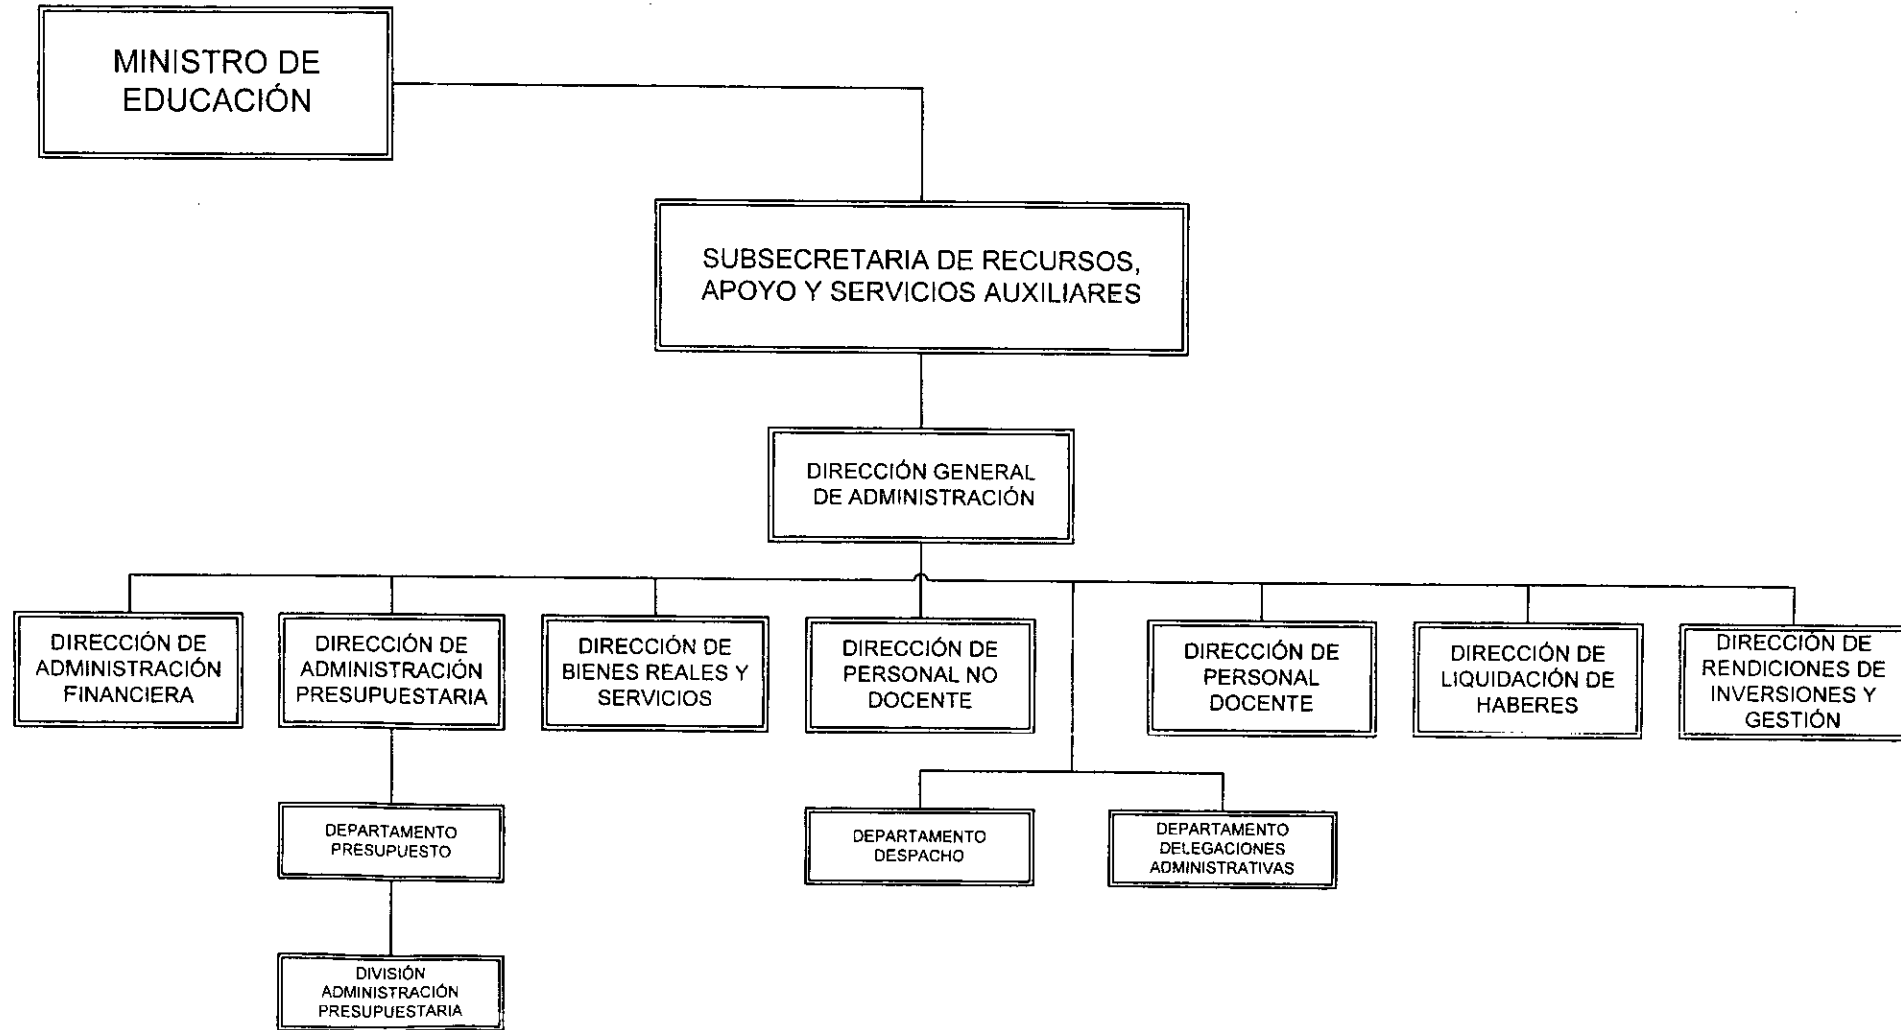 MINISTRO DE
EDUCACIÓN
SUBSECRETARIA DE RECURSOS,
APOYO Y SERVICIOS AUXILIARES
DIRECCIÓN GENERAL
DE ADMINISTRACIÓN
DIRECCIÓN DE
ADMINISTRACIÓN
FINANCIERA
DIRECCIÓN DE
ADMINISTRACIÓN
PRESUPUESTARIA
DIRECCIÓN DE
BIENES REALES Y
SERVICIOS
DIRECCIÓN DE
PERSONAL NO
DOCENTE
DIRECCIÓN DE
PERSONAL
DOCENTE
DIRECCIÓN DE
LIQUIDACIÓN DE
HABERES
DIRECCIÓN DE
RENDICIONES DE
INVERSIONES Y
GESTIÓN
DEPARTAMENTO
PRESUPUESTO
DEPARTAMENTO
DESPACHO
DEPARTAMENTO
DELEGACIONES
ADMINISTRATIVAS
DIVISIÓN
ADMINISTRACIÓN
PRESUPUESTARIA